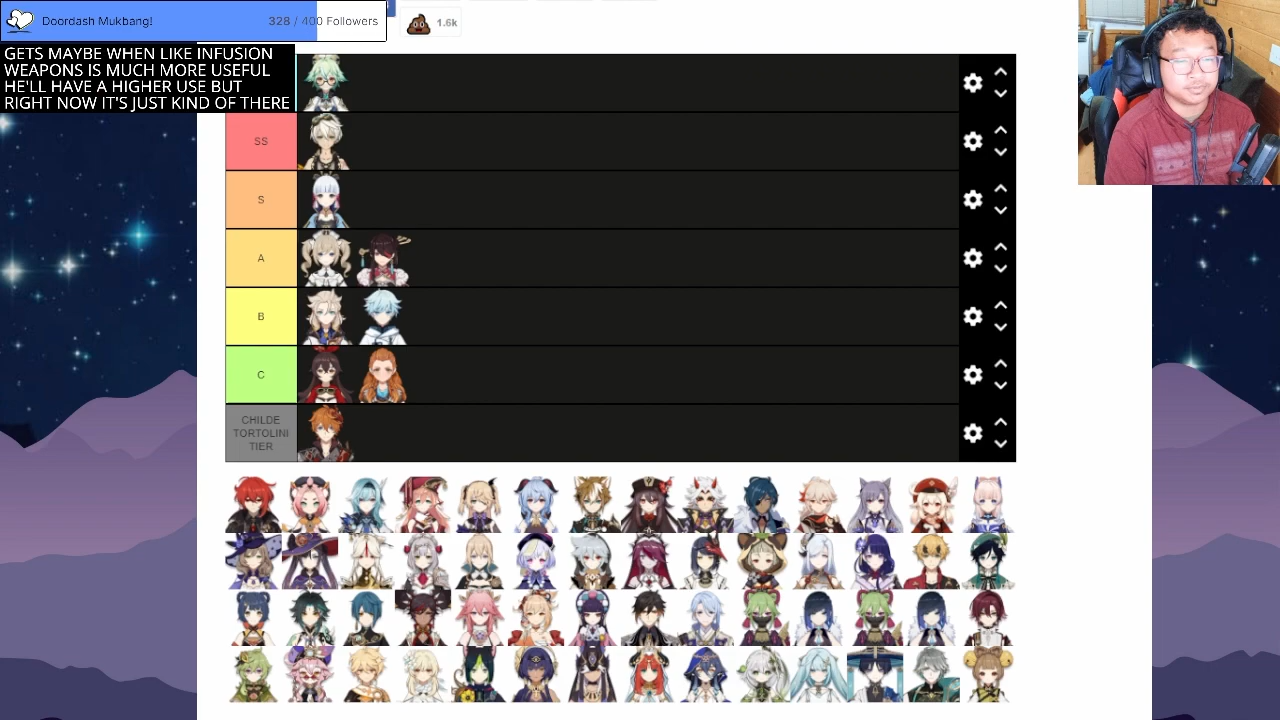 Doordash Mukbang!
328 / 400 Followers
1.6k
GETS MAYBE WHEN LIKE INFUSION
WEAPONS IS MUCH MORE USEFUL
HE'LL HAVE A HIGHER USE BUT
RIGHT NOW IT'S JUST KIND OF THERE
SS
S
A
B
C
CHILDE
TORTOLINI
TIER